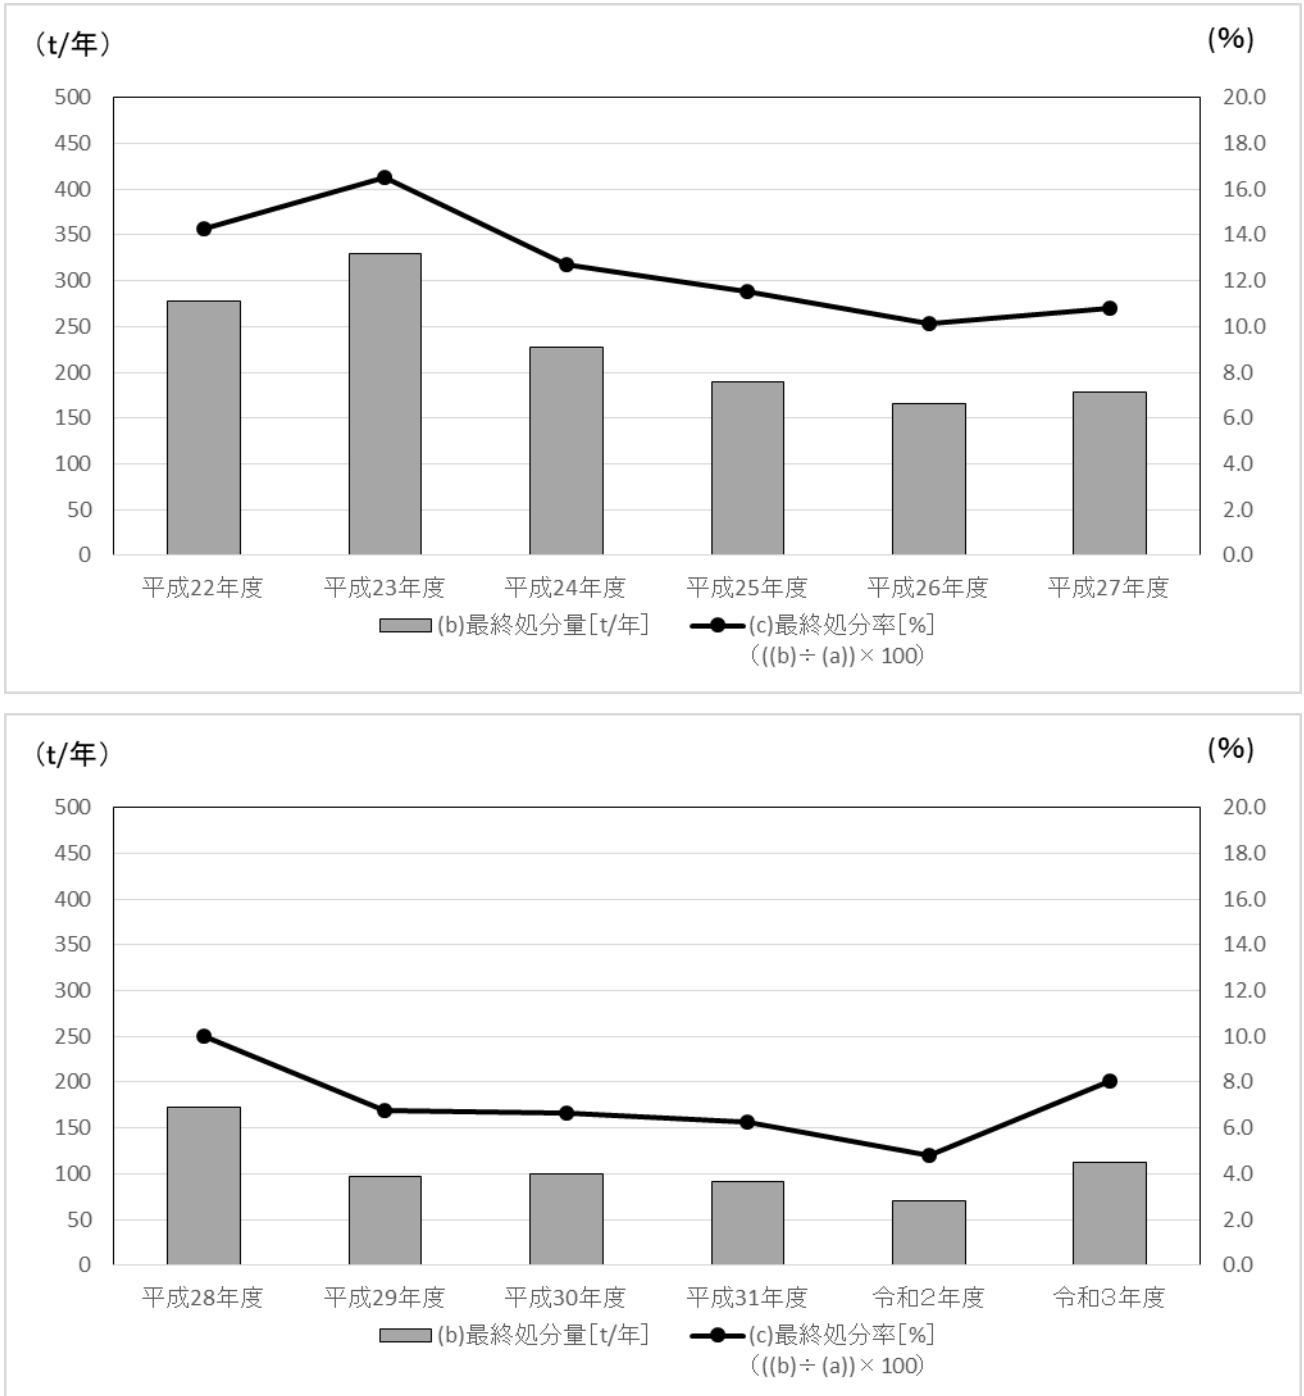 （t/年） (%)
500 20.0
450 18.0
400 16.0
350 14.0
300 12.0
250 10.0
200 8.0
150 6.0
100 4.0
50 2.0
0 0.0
平成22年度 平成23年度 平成24年度 平成25年度 平成26年度 平成27年度
(b)最終処分量[t/年] (c)最終処分率[%]
（((b)÷(a))×100）
（t/年） (%)
500 20.0
450 18.0
400 16.0
350 14.0
300 12.0
250 10.0
200 8.0
150 6.0
100 4.0
50 2.0
0 0.0
平成28年度 平成29年度 平成30年度 平成31年度 令和２年度 令和３年度
(b)最終処分量[t/年] (c)最終処分率[%]
（((b)÷(a))×100）